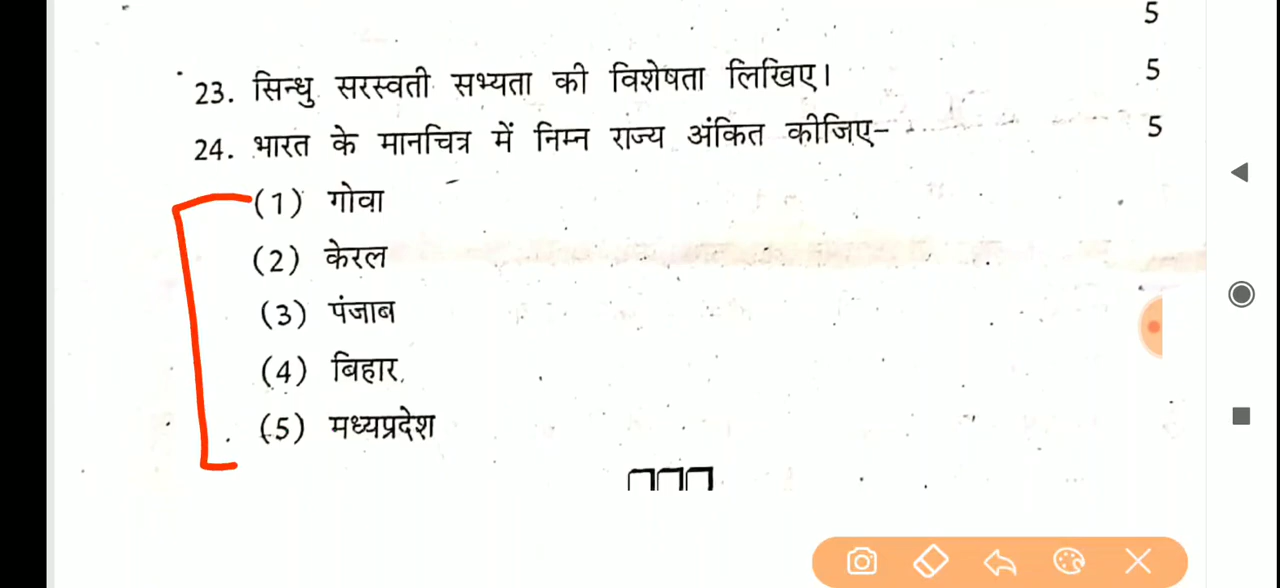 5
23. सिन्धु सरस्वती सभ्यता की विशेषता लिखिए। 5
24. भारत के मानचित्र में निम्न राज्य अंकित कीजिए- 5
(1) गोवा
(2) केरल
(3) पंजाब
(4) बिहार
(5) मध्यप्रदेश